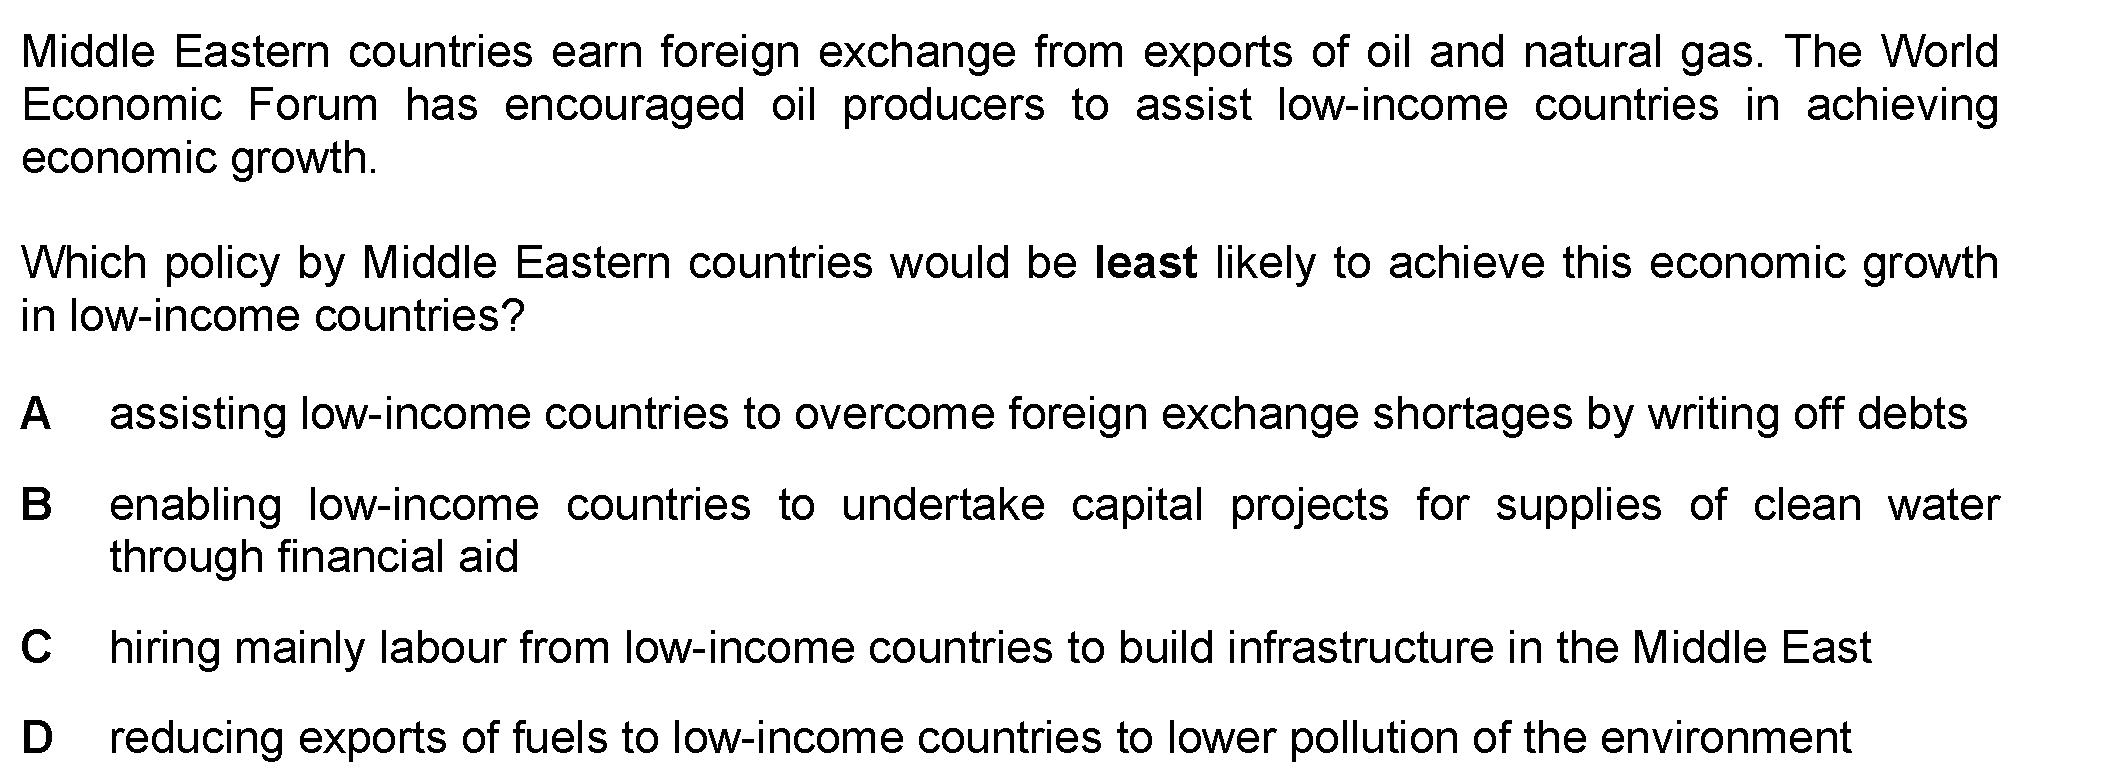 Middle Eastern countries earn foreign exchange from exports of oil and natural gas. The World
Economic Forum has encouraged oil producers to assist low-income countries in achieving
economic growth.
Which policy by Middle Eastern countries would be least likely to achieve this economic growth
in low-income countries?
A assisting low-income countries to overcome foreign exchange shortages by writing off debts
B enabling low-income countries to undertake capital projects for supplies of clean water
through financial aid
C hiring mainly labour from low-income countries to build infrastructure in the Middle East
D reducing exports of fuels to low-income countries to lower pollution of the environment